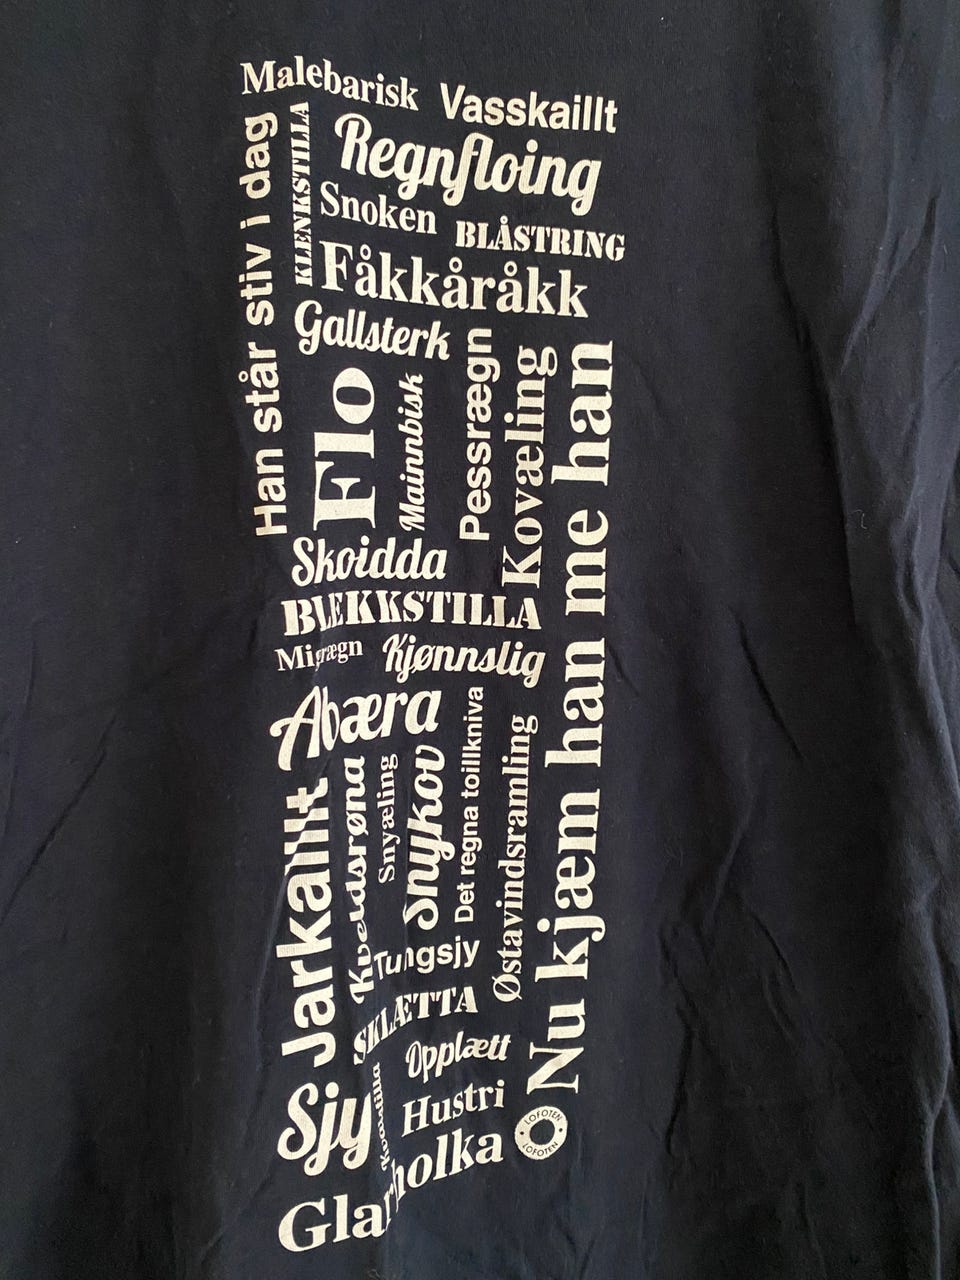 Malebarisk
Vasskaillt
Han står stiv i dag
KLENKSTILLA
Regnfloing
Snoken
BLÅSTRING
Fåkkåråkk
Gallsterk
Flo
Mainnbisk
Pessrægn
Kovæling
Nu kjæm han me han
Skoidda
BLEKKSTILLA
Kjønnslig
Abæra
Jarkaillt
Kveldsrøna
Snyæling
Snykov
Det regna toillkniva
Østavindsramling
Tungsjy
Opplætt
Sjy
Hustri
LOFOTEN
LOFOTEN